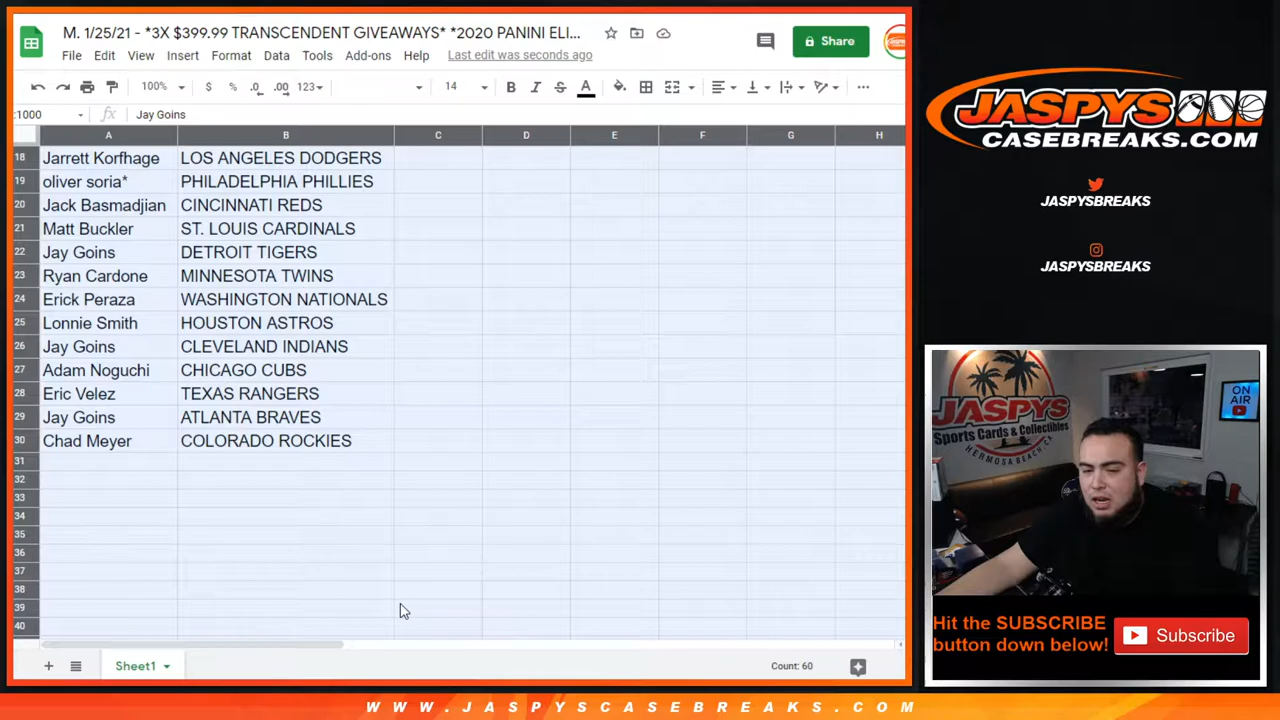 M. 1/25/21 - *3X $399.99 TRANSCENDENT GIVEAWAYS* *2020 PANINI ELI...
File Edit View Insert Format Data Tools Add-ons Help Last edit was seconds ago
Share
100% $ % .0 .00 123 14 B I S A
:1000 fx Jay Goins
A B C D E F G H
18 Jarrett Korfhage LOS ANGELES DODGERS
19 oliver soria* PHILADELPHIA PHILLIES
20 Jack Basmadjian CINCINNATI REDS
21 Matt Buckler ST. LOUIS CARDINALS
22 Jay Goins DETROIT TIGERS
23 Ryan Cardone MINNESOTA TWINS
24 Erick Peraza WASHINGTON NATIONALS
25 Lonnie Smith HOUSTON ASTROS
26 Jay Goins CLEVELAND INDIANS
27 Adam Noguchi CHICAGO CUBS
28 Eric Velez TEXAS RANGERS
29 Jay Goins ATLANTA BRAVES
30 Chad Meyer COLORADO ROCKIES
31
32
33
34
35
36
37
38
39
40
Sheet1 Count: 60
JASPYS
CASEBREAKS.COM
JASPYSBREAKS
JASPYSBREAKS
JASPYS
Sports Cards & Collectibles
HERMOSA BEACH, CA
ON
AIR
Hit the SUBSCRIBE
button down below!
Subscribe
WWW.JASPYSCASEBREAKS.COM